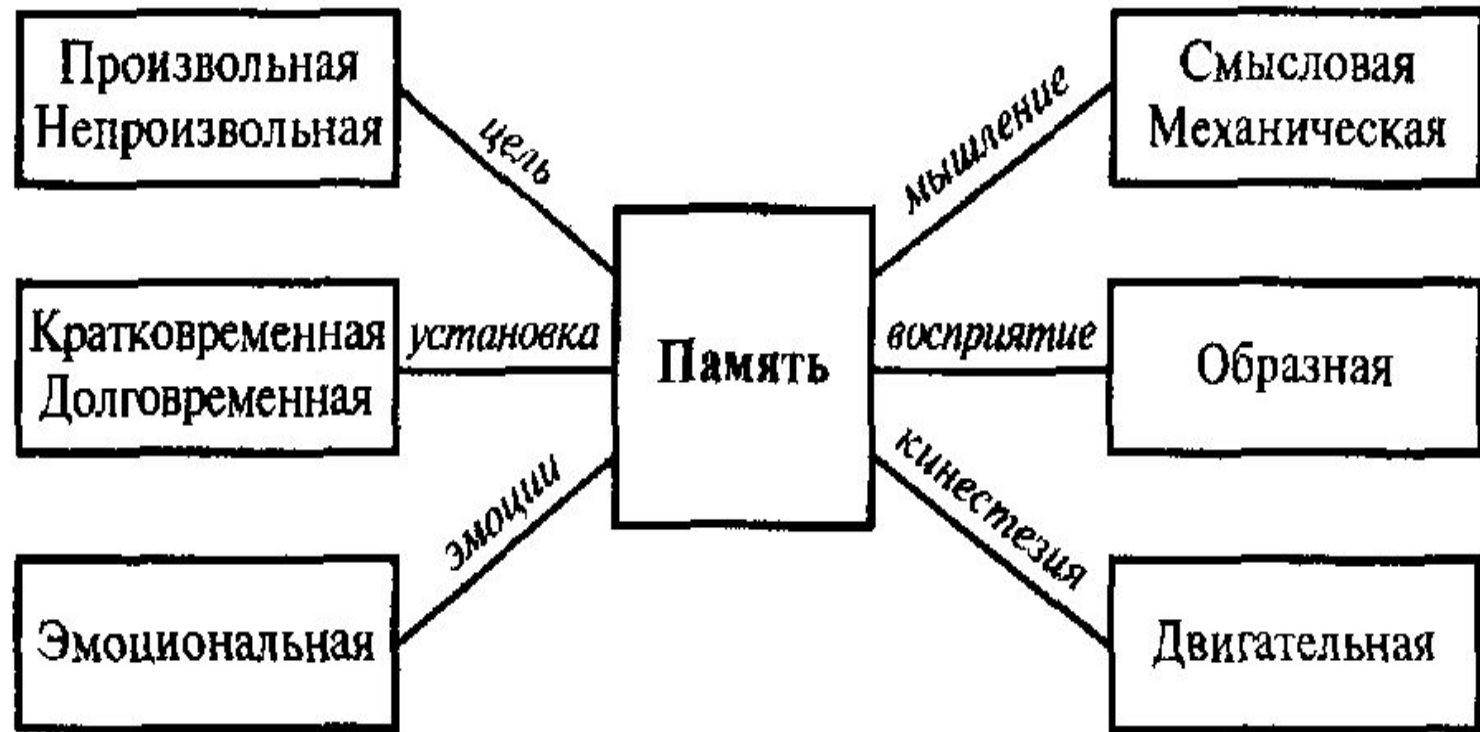 Произвольная
Непроизвольная
цель
Кратковременная
Долговременная
установка
Эмоциональная
эмоции
Память
мышление
Смысловая
Механическая
восприятие
Образная
кинестезия
Двигательная